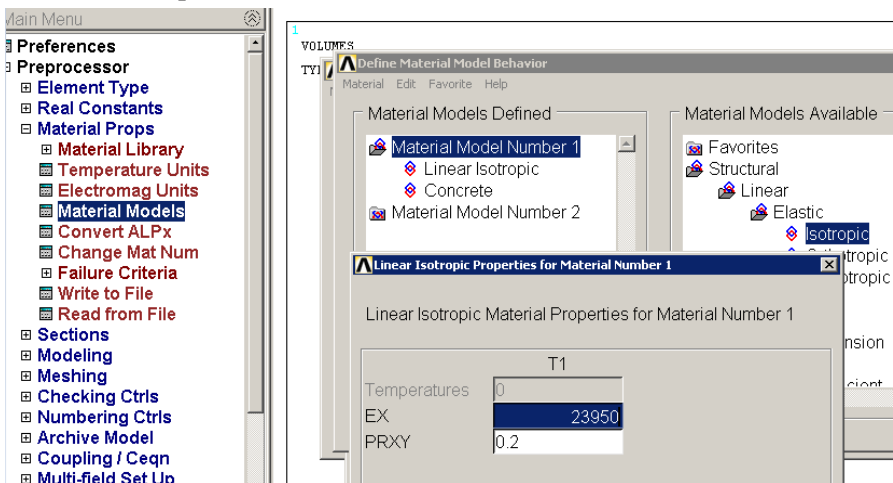 Main Menu
Preferences
Preprocessor
Element Type
Real Constants
Material Props
Material Library
Temperature Units
Electromag Units
Material Models
Convert ALPx
Change Mat Num
Failure Criteria
Write to File
Read from File
Sections
Modeling
Meshing
Checking Ctrls
Numbering Ctrls
Archive Model
Coupling / Ceqn
Multi-field Set Up
1
VOLUMES
TYP
Define Material Model Behavior
Material Edit Favorite Help
Material Models Defined
Material Model Number 1
Linear Isotropic
Concrete
Material Model Number 2
Material Models Available
Favorites
Structural
Linear
Elastic
Isotropic
tropic
tropic
nsion
Linear Isotropic Properties for Material Number 1
Linear Isotropic Material Properties for Material Number 1
T1
Temperatures 0
EX 23950
PRXY 0.2